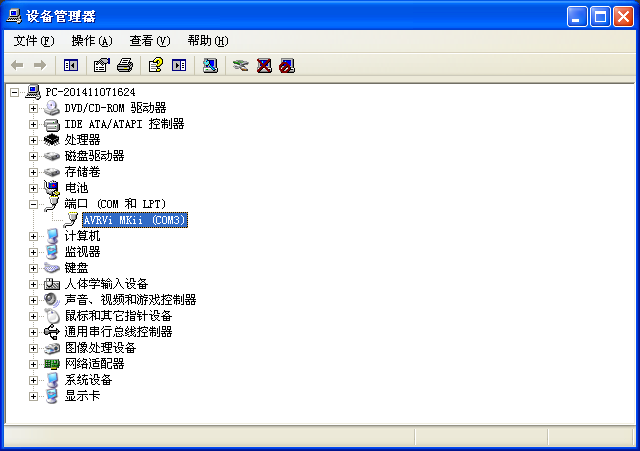 设备管理器
文件(F) 操作(A) 查看(V) 帮助(H)
PC-201411071624
DVD/CD-ROM 驱动器
IDE ATA/ATAPI 控制器
处理器
磁盘驱动器
存储卷
电池
端口 (COM 和 LPT)
AVRVi MKii (COM3)
计算机
监视器
键盘
人体学输入设备
声音、视频和游戏控制器
鼠标和其它指针设备
通用串行总线控制器
图像处理设备
网络适配器
系统设备
显示卡